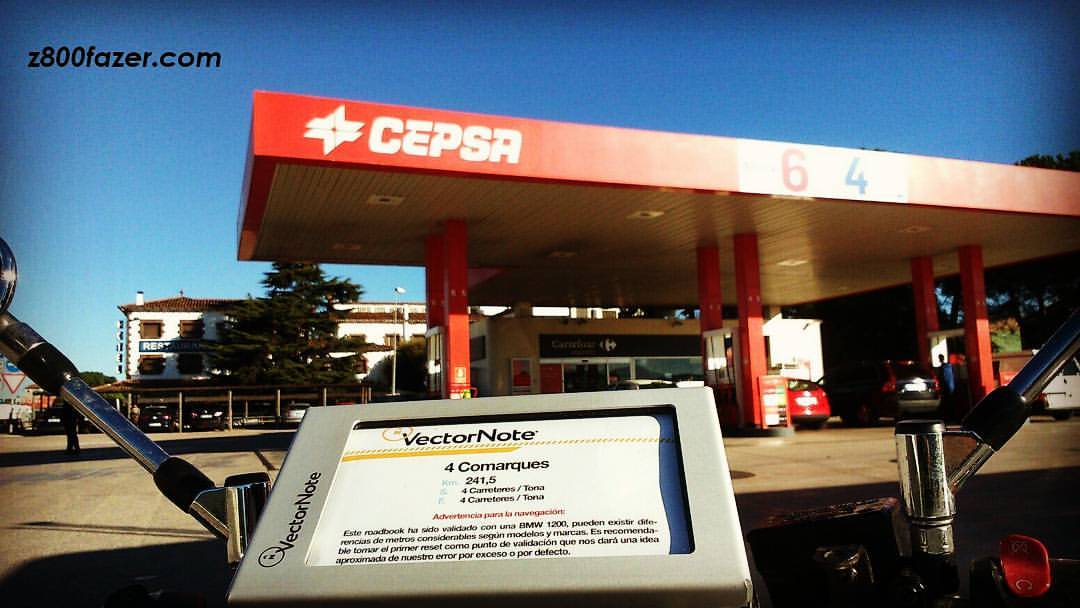 z800fazer.com
CEPSA
6 4
Carrefour
VectorNote
VectorNote
4 Comarques
Km. 241,5
S. 4 Carreteres / Tona
F. 4 Carreteres / Tona
Advertencia para la navegación:
Este roadbook ha sido validado con una BMW 1200, pueden existir dife-
rencias de metros considerables según modelos y marcas. Es recomenda-
ble tomar el primer reset como punto de validación que nos dará una idea
aproximada de nuestro error por exceso o por defecto.